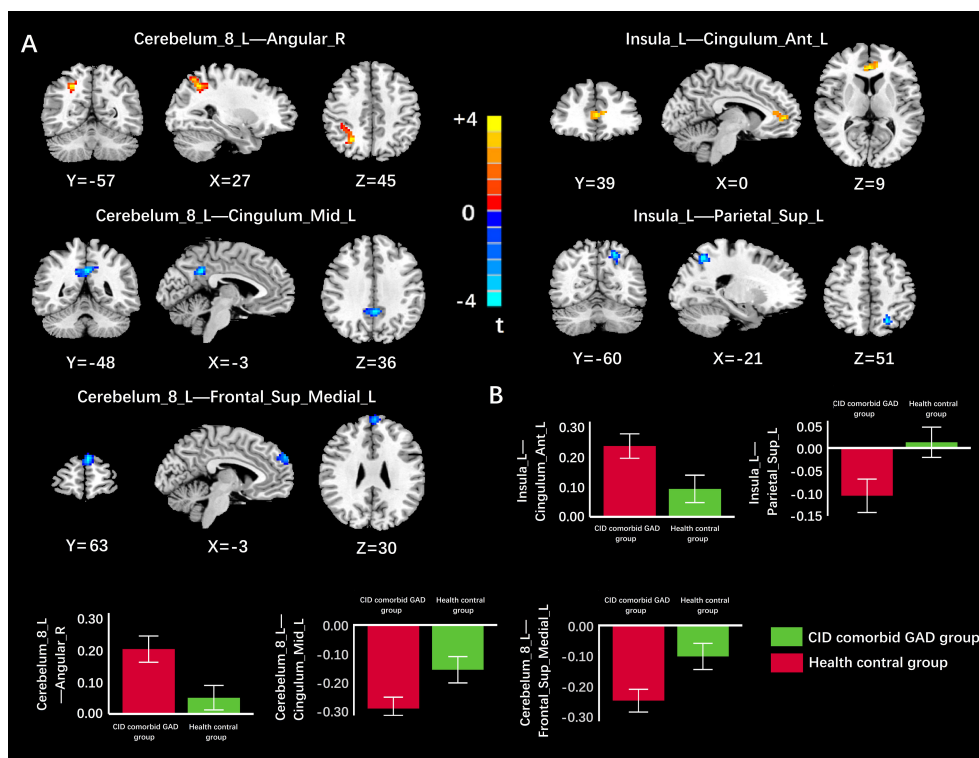 A
Cerebelum_8_L—Angular_R
Y=-57
X=27
Z=45
Cerebelum_8_L—Cingulum_Mid_L
Y=-48
X=-3
Z=36
Cerebelum_8_L—Frontal_Sup_Medial_L
Y=63
X=-3
Z=30
+4
0
-4
t
Insula_L—Cingulum_Ant_L
Y=39
X=0
Z=9
Insula_L—Parietal_Sup_L
Y=-60
X=-21
Z=51
B
Insula_L—
Cingulum_Ant_L
0.30
0.20
0.10
0.00
CID comorbid GAD
group
Health contral
group
Insula_L—
Parietal_Sup_L
CID comorbid GAD
group
Health contral
group
0.05
0.00
-0.05
-0.10
-0.15
Cerebelum_8_L
—Angular_R
0.30
0.20
0.10
0.00
CID comorbid GAD
group
Health contral
group
Cerebelum_8_L—
Cingulum_Mid_L
CID comorbid GAD
group
Health contral
group
0.00
-0.10
-0.20
-0.30
Cerebelum_8_L—
Frontal_Sup_Medial_L
CID comorbid GAD
group
Health contral
group
0.00
-0.10
-0.20
-0.30
CID comorbid GAD group
Health contral group